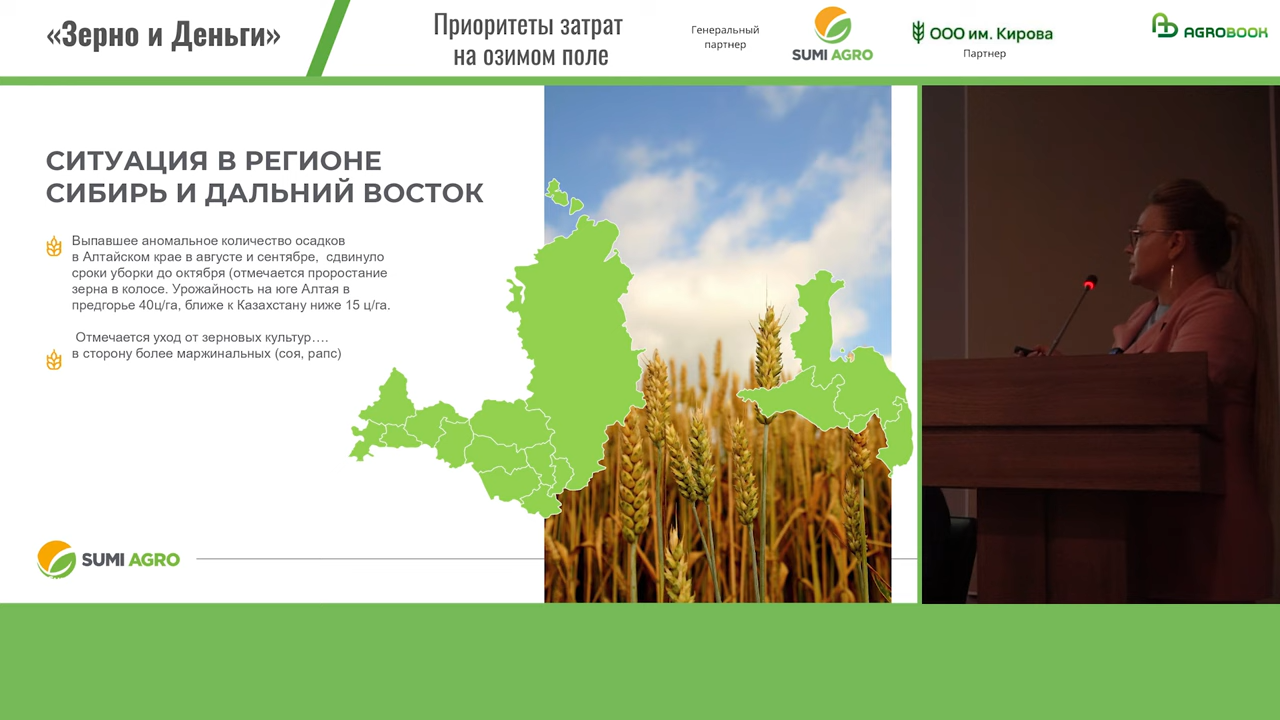 «Зерно и Деньги»
Приоритеты затрат
на озимом поле
Генеральный
партнер
SUMI AGRO
ООО им. Кирова
Партнер
AGROBOOK
СИТУАЦИЯ В РЕГИОНЕ
СИБИРЬ И ДАЛЬНИЙ ВОСТОК
Выпавшее аномальное количество осадков
в Алтайском крае в августе и сентябре, сдвинуло
сроки уборки до октября (отмечается проростание
зерна в колосе. Урожайность на юге Алтая в
предгорье 40ц/га, ближе к Казахстану ниже 15 ц/га.
Отмечается уход от зерновых культур….
в сторону более маржинальных (соя, рапс)
SUMI AGRO